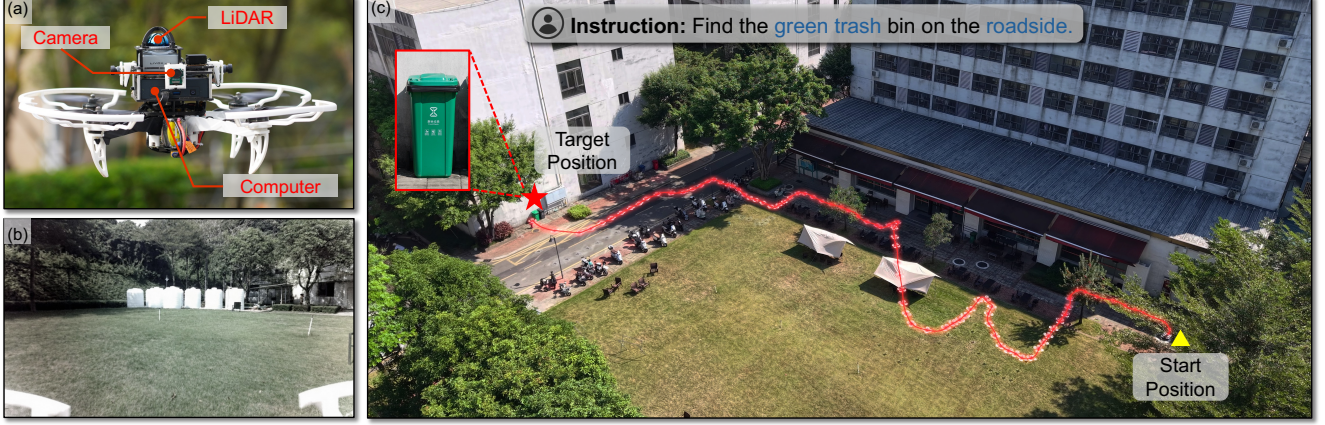 (a)
LiDAR
Camera
Computer
(b)
(c)
Instruction: Find the green trash bin on the roadside.
Target
Position
Start
Position